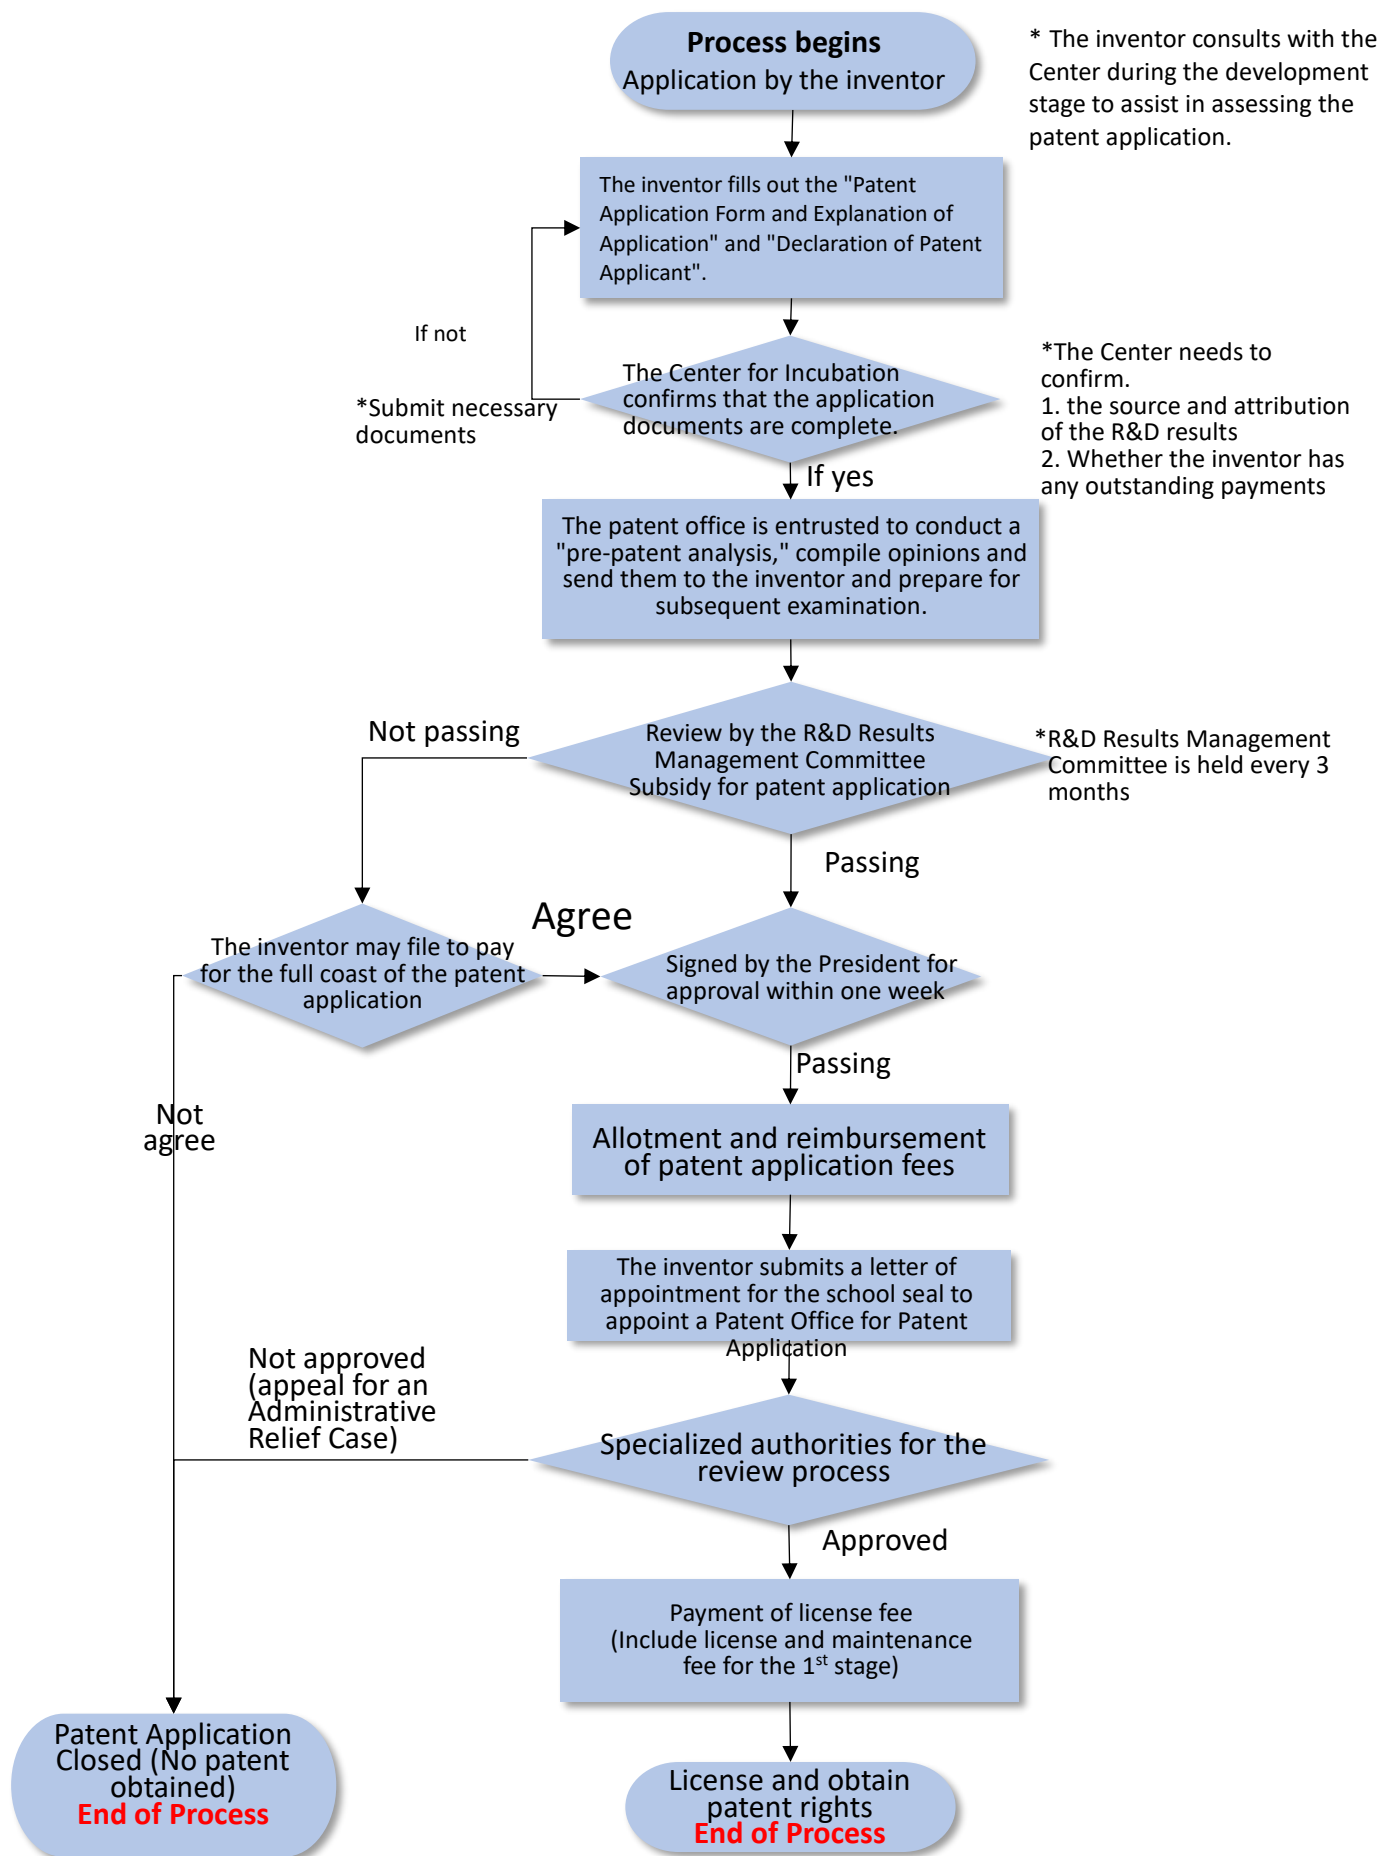 Process begins
Application by the inventor
* The inventor consults with the
Center during the development
stage to assist in assessing the
patent application.
The inventor fills out the "Patent
Application Form and Explanation of
Application" and "Declaration of Patent
Applicant".
If not
*Submit necessary
documents
The Center for Incubation
confirms that the application
documents are complete.
*The Center needs to
confirm.
1. the source and attribution
of the R&D results
2. Whether the inventor has
any outstanding payments
If yes
The patent office is entrusted to conduct a
"pre-patent analysis," compile opinions and
send them to the inventor and prepare for
subsequent examination.
Not passing
Review by the R&D Results
Management Committee
Subsidy for patent application
*R&D Results Management
Committee is held every 3
months
Passing
Agree
The inventor may file to pay
for the full coast of the patent
application
Signed by the President for
approval within one week
Passing
Not
agree
Allotment and reimbursement
of patent application fees
The inventor submits a letter of
appointment for the school seal to
appoint a Patent Office for Patent
Application
Not approved
(appeal for an
Administrative
Relief Case)
Specialized authorities for the
review process
Approved
Payment of license fee
(Include license and maintenance
fee for the 1st stage)
Patent Application
Closed (No patent
obtained)
End of Process
License and obtain
patent rights
End of Process